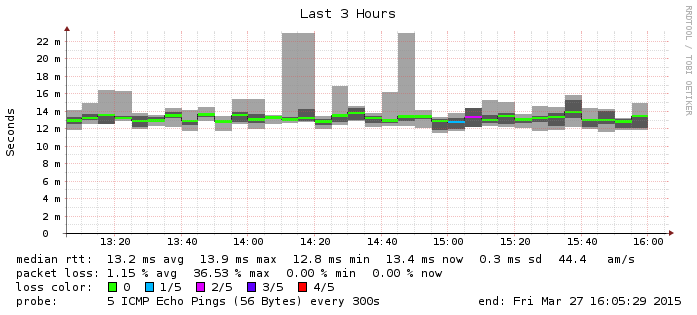 Last 3 Hours
RRDTOOL / TOBI OETIKER
Seconds
22 m
20 m
18 m
16 m
14 m
12 m
10 m
8 m
6 m
4 m
2 m
0
13:20 13:40 14:00 14:20 14:40 15:00 15:20 15:40 16:00
median rtt: 13.2 ms avg 13.9 ms max 12.8 ms min 13.4 ms now 0.3 ms sd 44.4 am/s
packet loss: 1.15 % avg 36.53 % max 0.00 % min 0.00 % now
loss color: 0 1/5 2/5 3/5 4/5
probe: 5 ICMP Echo Pings (56 Bytes) every 300s end: Fri Mar 27 16:05:29 2015